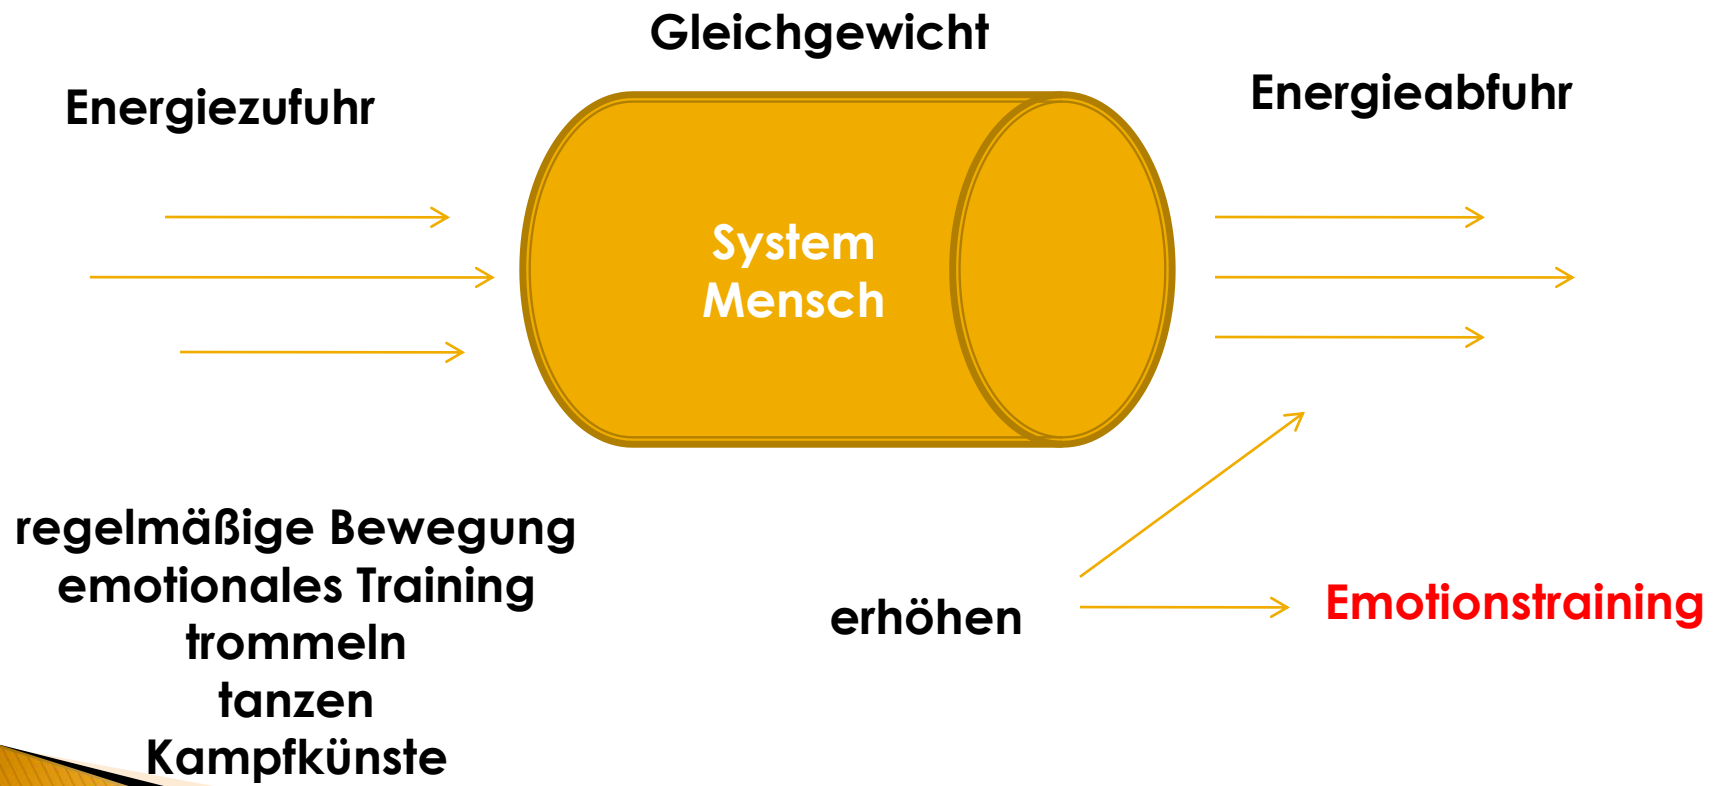 Gleichgewicht
Energiezufuhr
Energieabfuhr
System
Mensch
regelmäßige Bewegung
emotionales Training
trommeln
tanzen
Kampfkünste
erhöhen
Emotionstraining